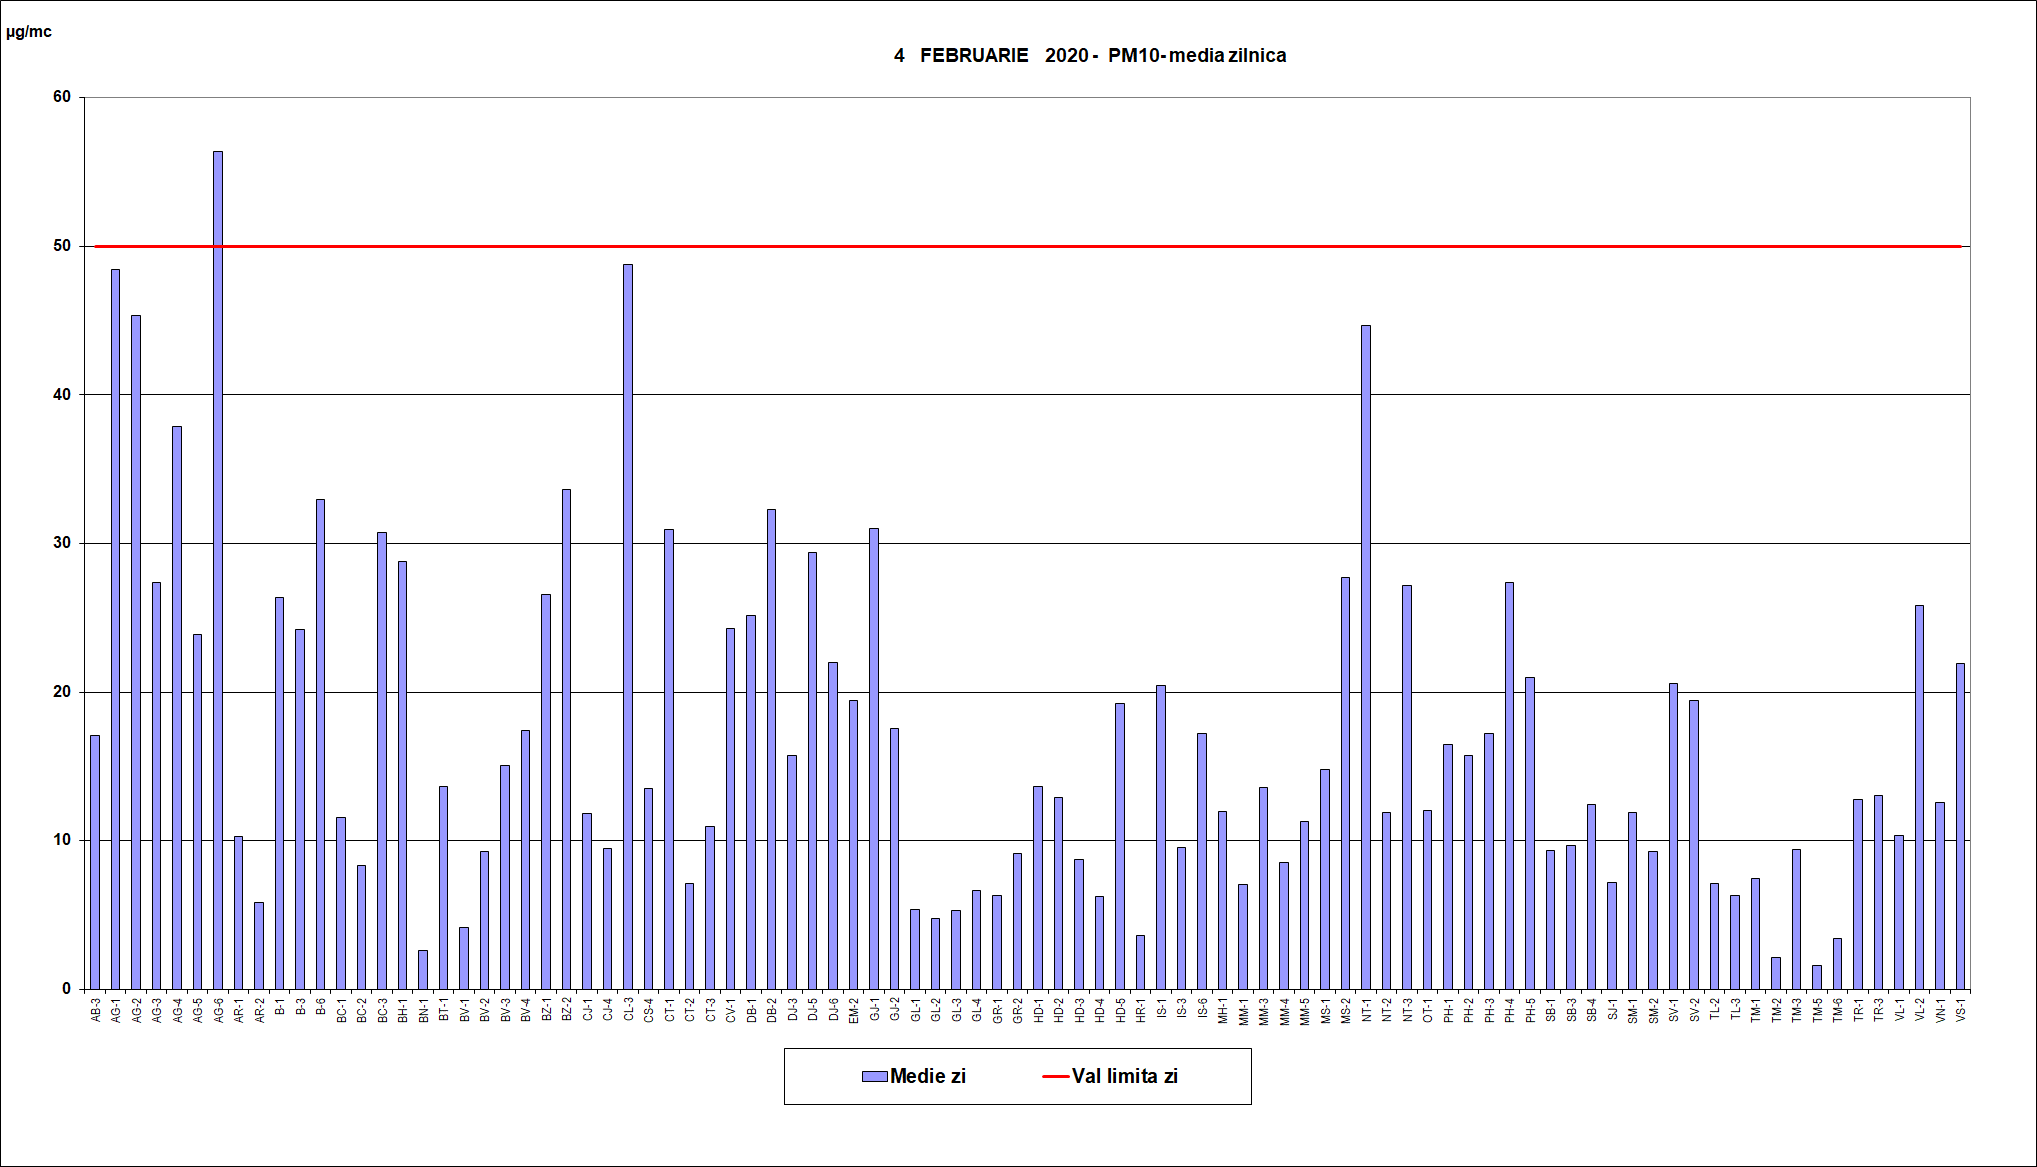 µg/mc
4 FEBRUARIE 2020 - PM10- media zilnica
60
50
40
30
20
10
0
AB-3 AG-1 AG-2 AG-3 AG-4 AG-5 AG-6 AR-1 AR-2 B-1 B-3 B-6 BC-1 BC-2 BC-3 BH-1 BN-1 BT-1 BV-1 BV-2 BV-3 BV-4 BZ-1 BZ-2 CJ-1 CJ-4 CL-3 CS-4 CT-1 CT-2 CT-3 CV-1 DB-1 DB-2 DJ-3 DJ-5 DJ-6 EM-2 GJ-1 GJ-2 GL-1 GL-2 GL-3 GL-4 GR-1 GR-2 HD-1 HD-2 HD-3 HD-4 HD-5 HR-1 IS-1 IS-3 IS-6 MH-1 MM-1 MM-3 MM-4 MM-5 MS-1 MS-2 NT-1 NT-2 NT-3 OT-1 PH-1 PH-2 PH-3 PH-4 PH-5 SB-1 SB-3 SB-4 SJ-1 SM-1 SM-2 SV-1 SV-2 TL-2 TL-3 TM-1 TM-2 TM-3 TM-5 TM-6 TR-1 TR-3 VL-1 VL-2 VN-1 VS-1
Medie zi Val limita zi